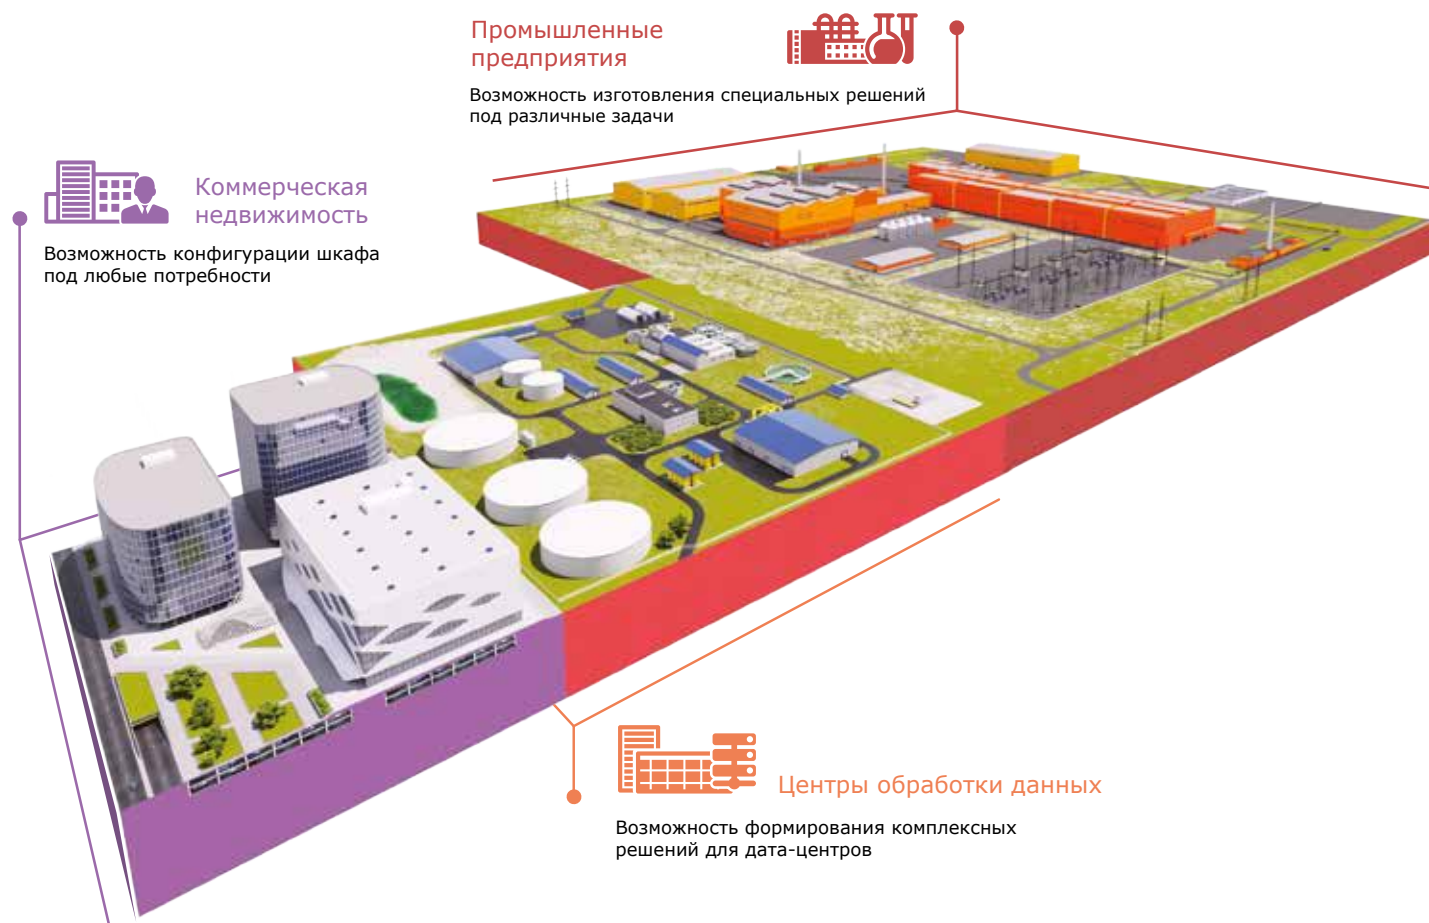 Промышленные
предприятия
Возможность изготовления специальных решений
под различные задачи
Коммерческая
недвижимость
Возможность конфигурации шкафа
под любые потребности
Центры обработки данных
Возможность формирования комплексных
решений для дата-центров